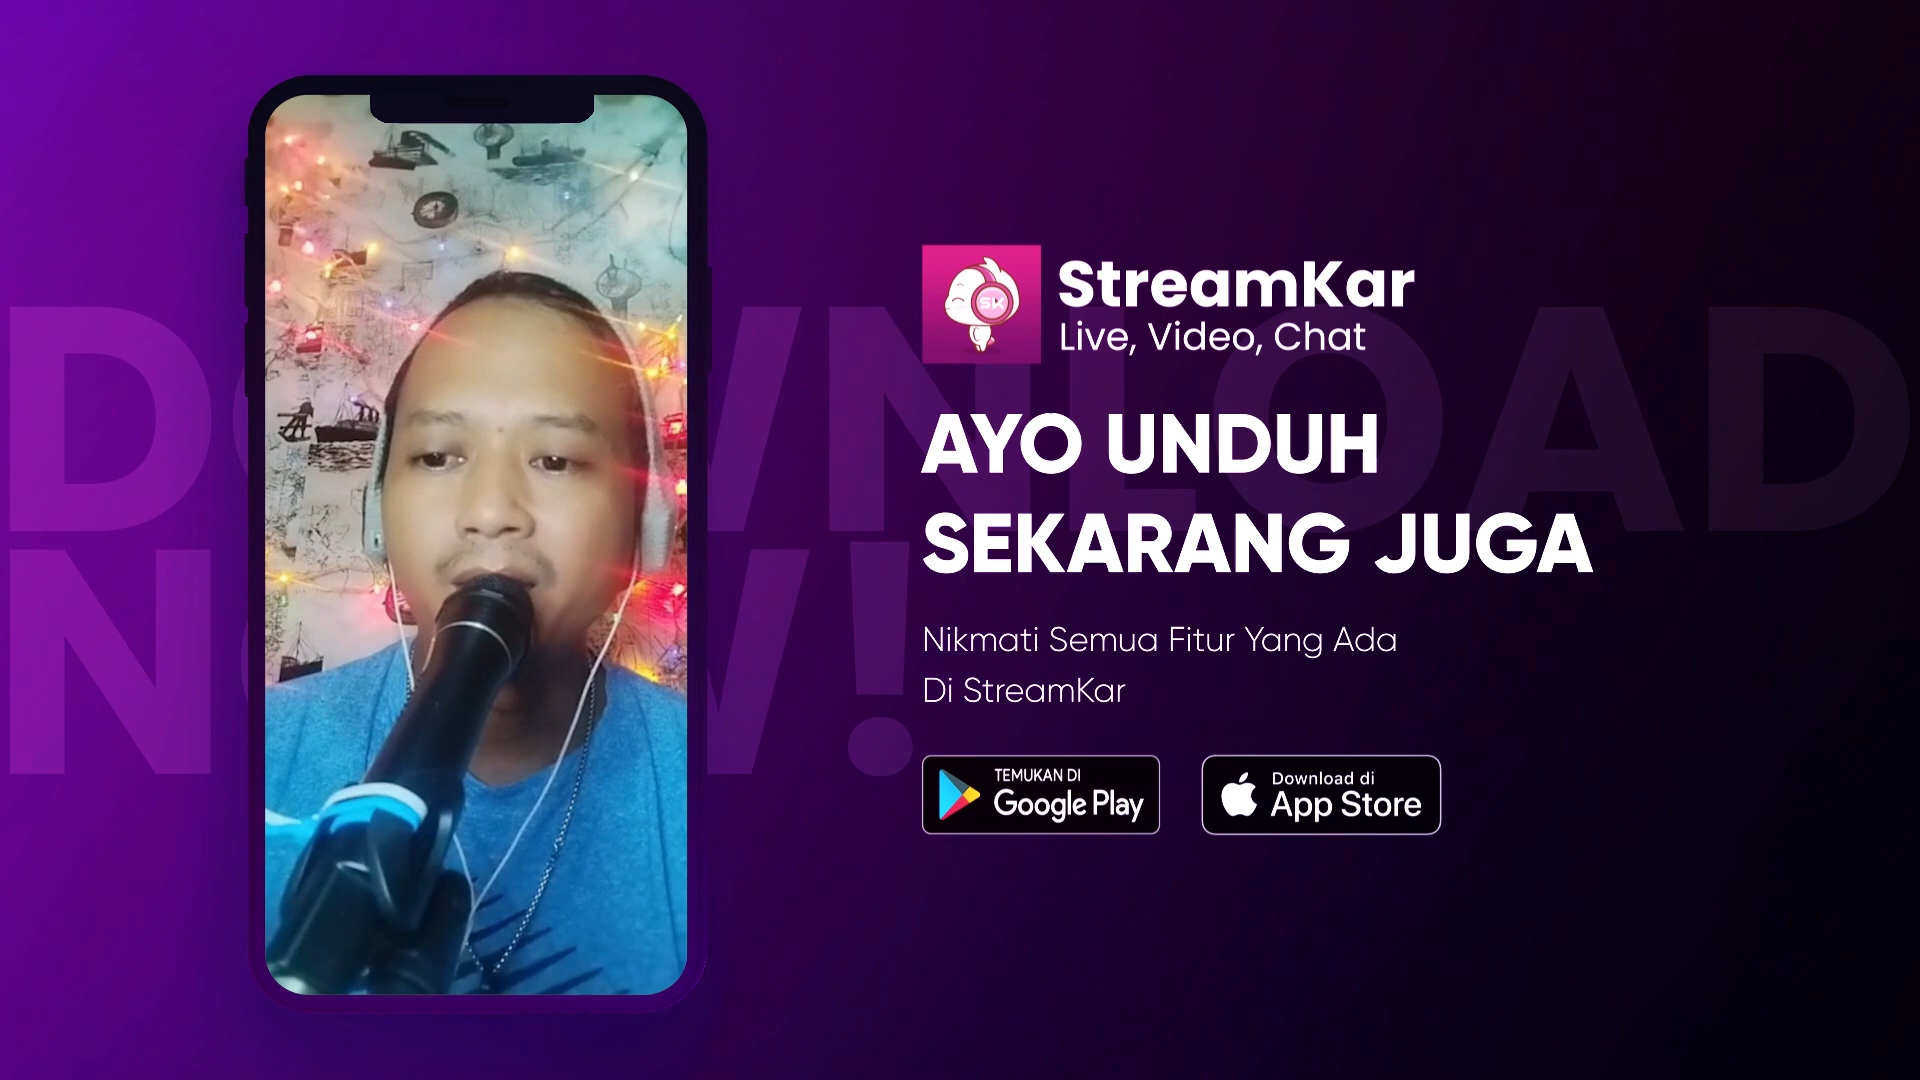 SK
StreamKar
Live, Video, Chat
DOWNLOAD
NOW!
AYO UNDUH
SEKARANG JUGA
Nikmati Semua Fitur Yang Ada
Di StreamKar
TEMUKAN DI
Google Play
Download di
App Store